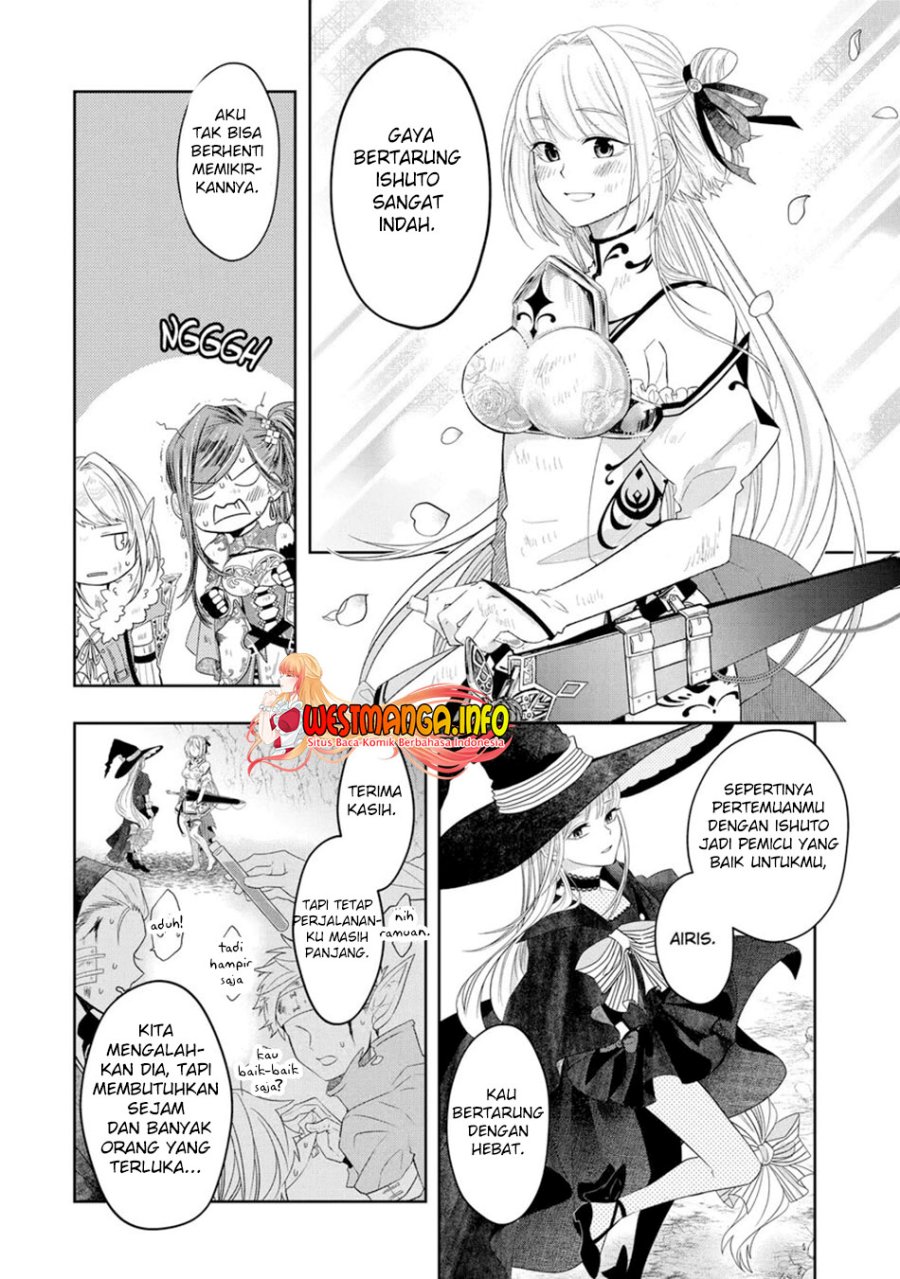 GAYA
BERTARUNG
ISHUTO
SANGAT
INDAH.
AKU
TAK BISA
BERHENTI
MEMIKIR-
KANNYA.
NGGGH
WESTMANGA.INFO
Situs Baca Komik Berbahasa Indonesia
SEPERTINYA
PERTEMUANMU
DENGAN ISHUTO
JADI PEMICU YANG
BAIK UNTUKMU,
AIRIS.
KAU
BERTARUNG
DENGAN
HEBAT.
TERIMA
KASIH.
TAPI TETAP
PERJALANAN-
KU MASIH
PANJANG.
nih
ramuan.
aduh!
tadi
hampir
saja
kau
baik-baik
saja?
KITA
MENGALAH-
KAN DIA, TAPI
MEMBUTUHKAN
SEJAM
DAN BANYAK
ORANG YANG
TERLUKA...